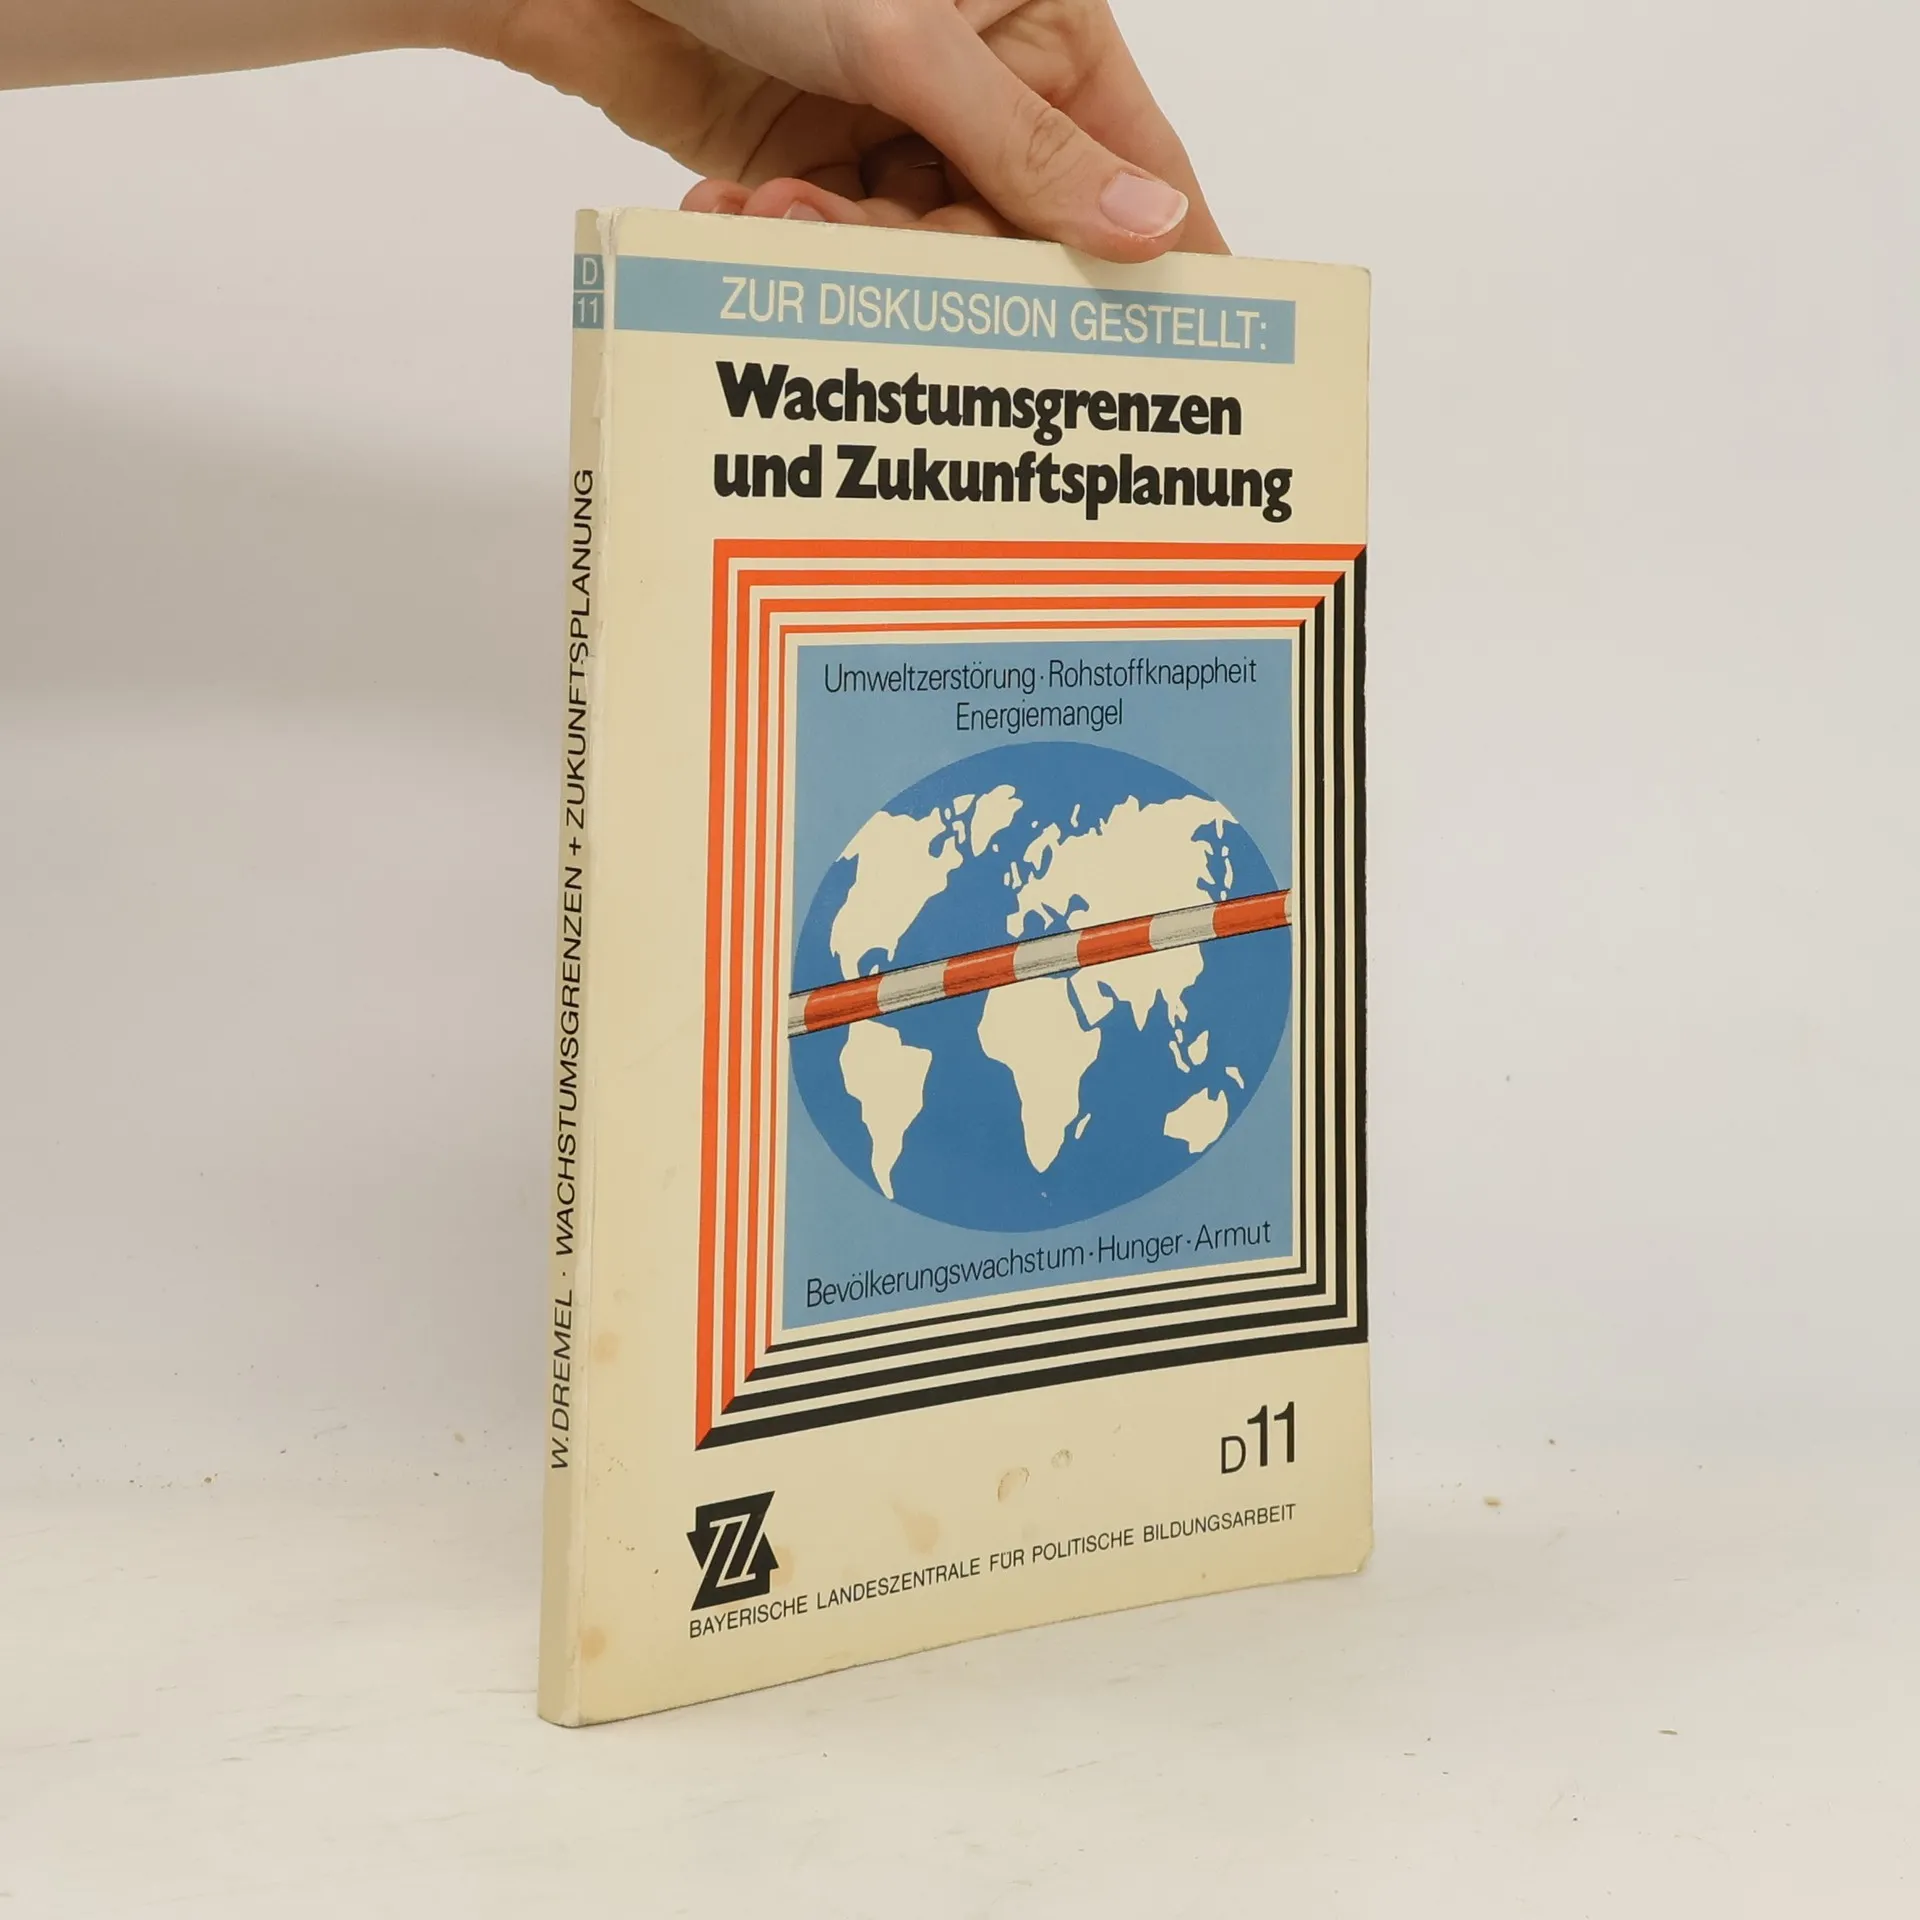 D
11
W. DREMEL · WACHSTUMSGRENZEN + ZUKUNFTSPLANUNG
ZUR DISKUSSION GESTELLT:
Wachstumsgrenzen
und Zukunftsplanung
Umweltzerstörung · Rohstoffknappheit
Energiemangel
Bevölkerungswachstum · Hunger · Armut
D11
Z
BAYERISCHE LANDESZENTRALE FÜR POLITISCHE BILDUNGSARBEIT